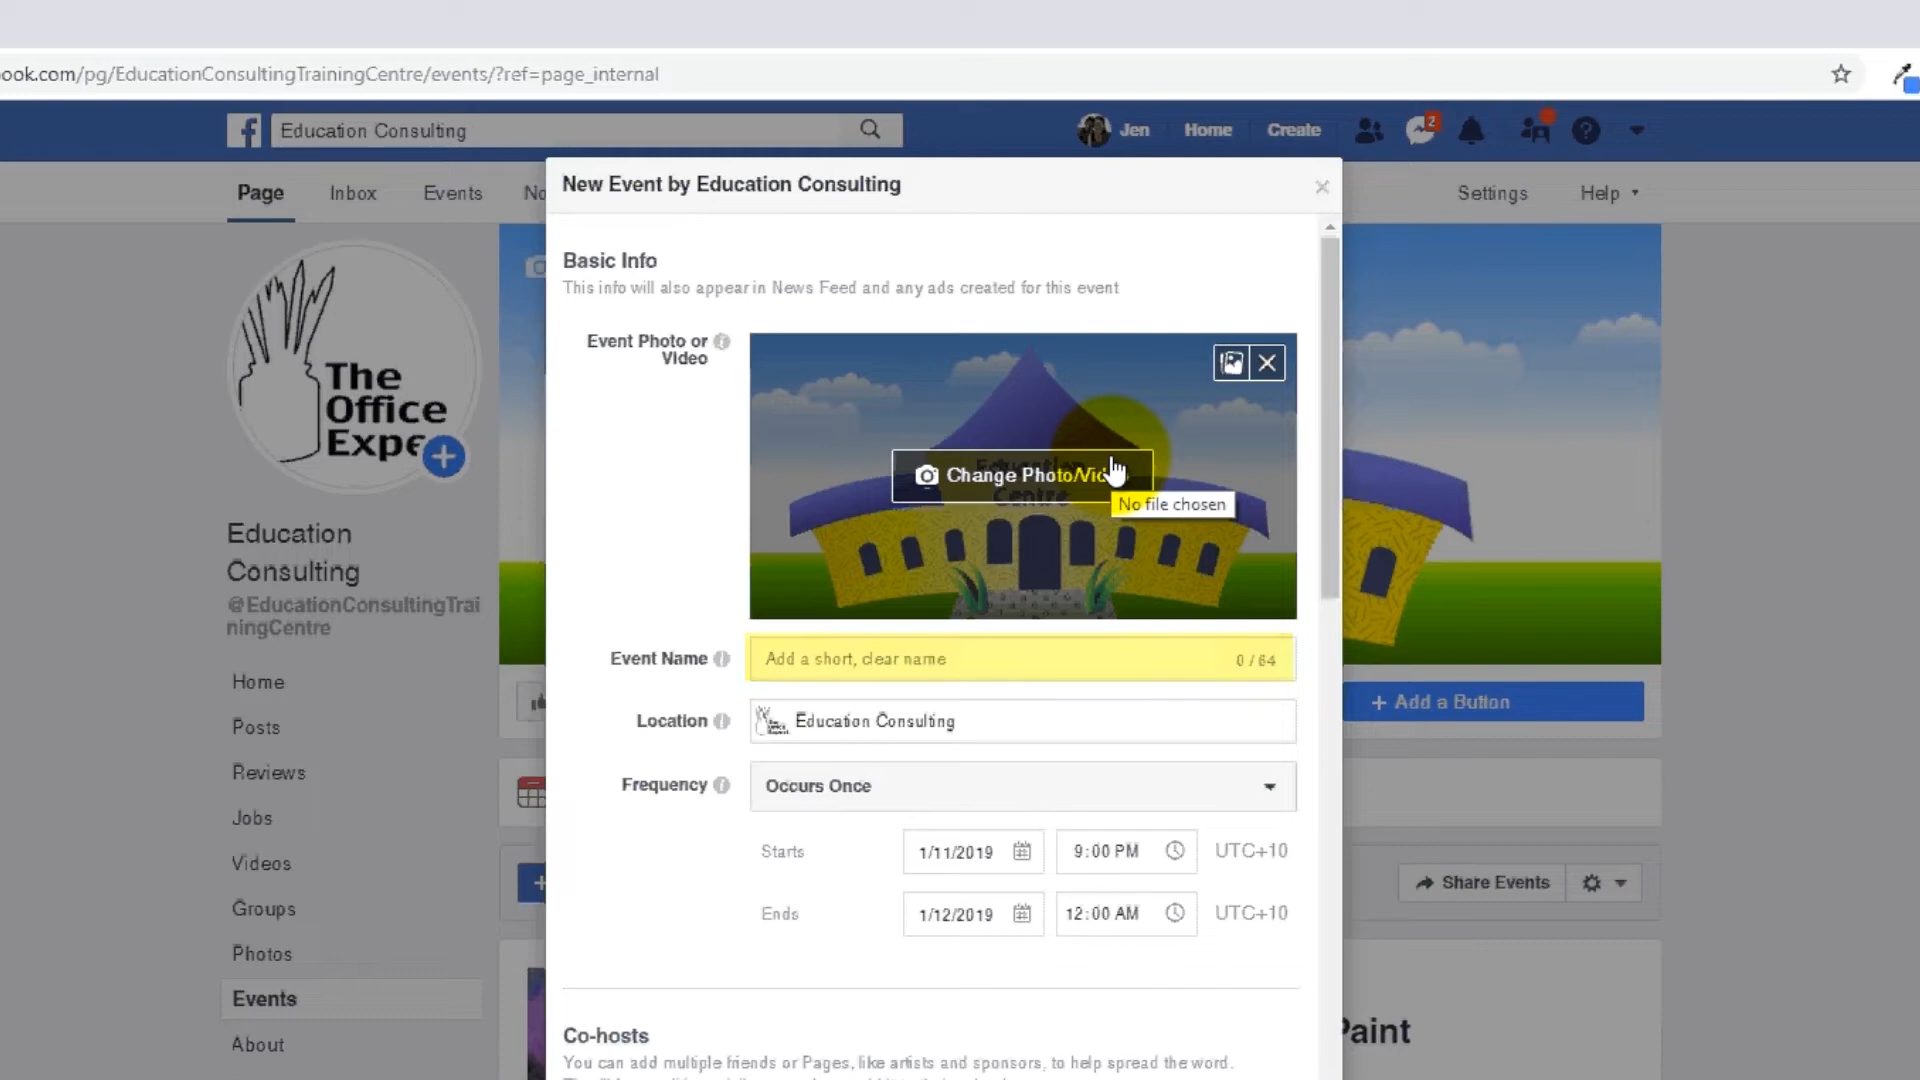 ook.com/pg/EducationConsultingTrainingCentre/events/?ref=page_internal
Education Consulting
Jen
Home
Create
2
Page
Inbox
Events
No
Settings
Help
New Event by Education Consulting
Basic Info
This info will also appear in News Feed and any ads created for this event
The
Office
Expe
Event Photo or
Video
Change Photo/Vid
No file chosen
Centre
Education
Consulting
@EducationConsultingTrai
ningCentre
Event Name
Add a short, clear name
0 / 64
Location
Education Consulting
+ Add a Button
Frequency
Occurs Once
Starts
1/11/2019
9:00 PM
UTC+10
Ends
1/12/2019
12:00 AM
UTC+10
Share Events
Home
Posts
Reviews
Jobs
Videos
Groups
Photos
Events
About
Co-hosts
You can add multiple friends or Pages, like artists and sponsors, to help spread the word.
Paint